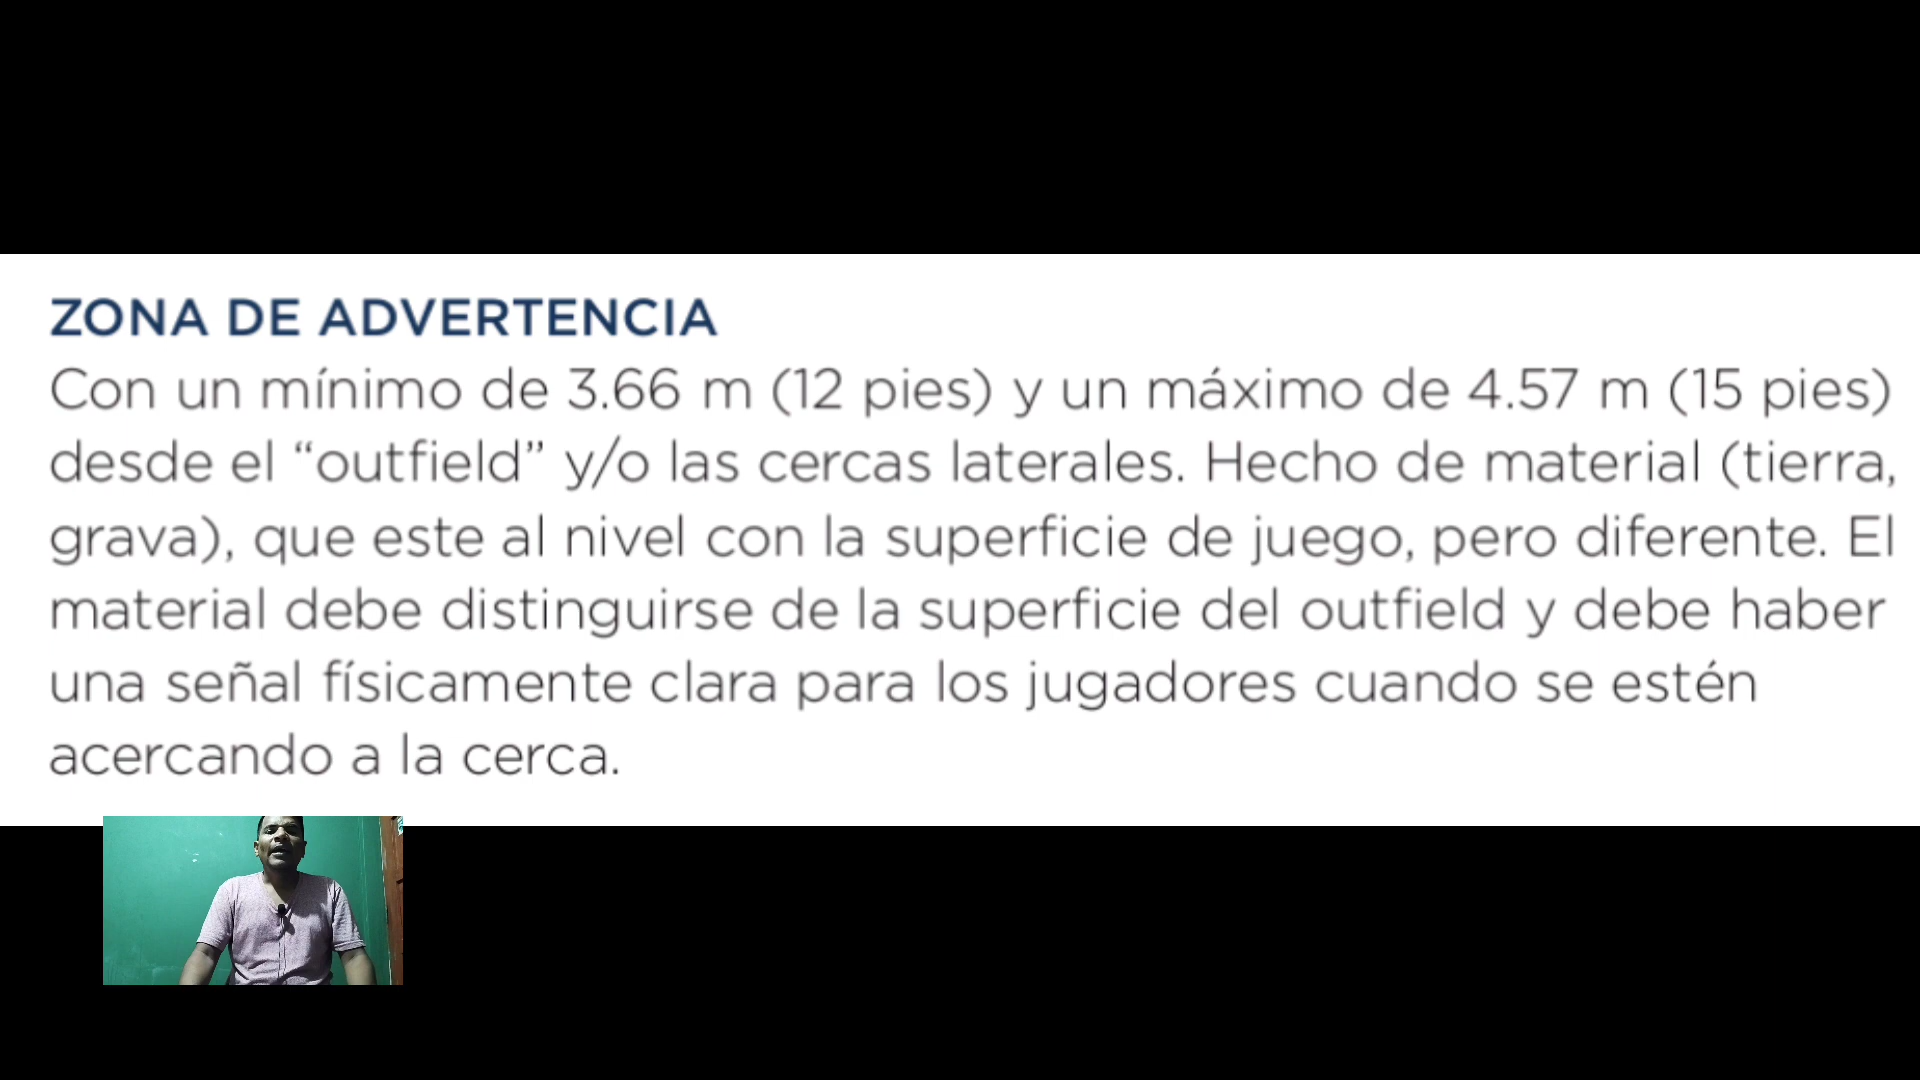 ZONA DE ADVERTENCIA
Con un mínimo de 3.66 m (12 pies) y un máximo de 4.57 m (15 pies)
desde el “outfield” y/o las cercas laterales. Hecho de material (tierra,
grava), que este al nivel con la superficie de juego, pero diferente. El
material debe distinguirse de la superficie del outfield y debe haber
una señal físicamente clara para los jugadores cuando se estén
acercando a la cerca.